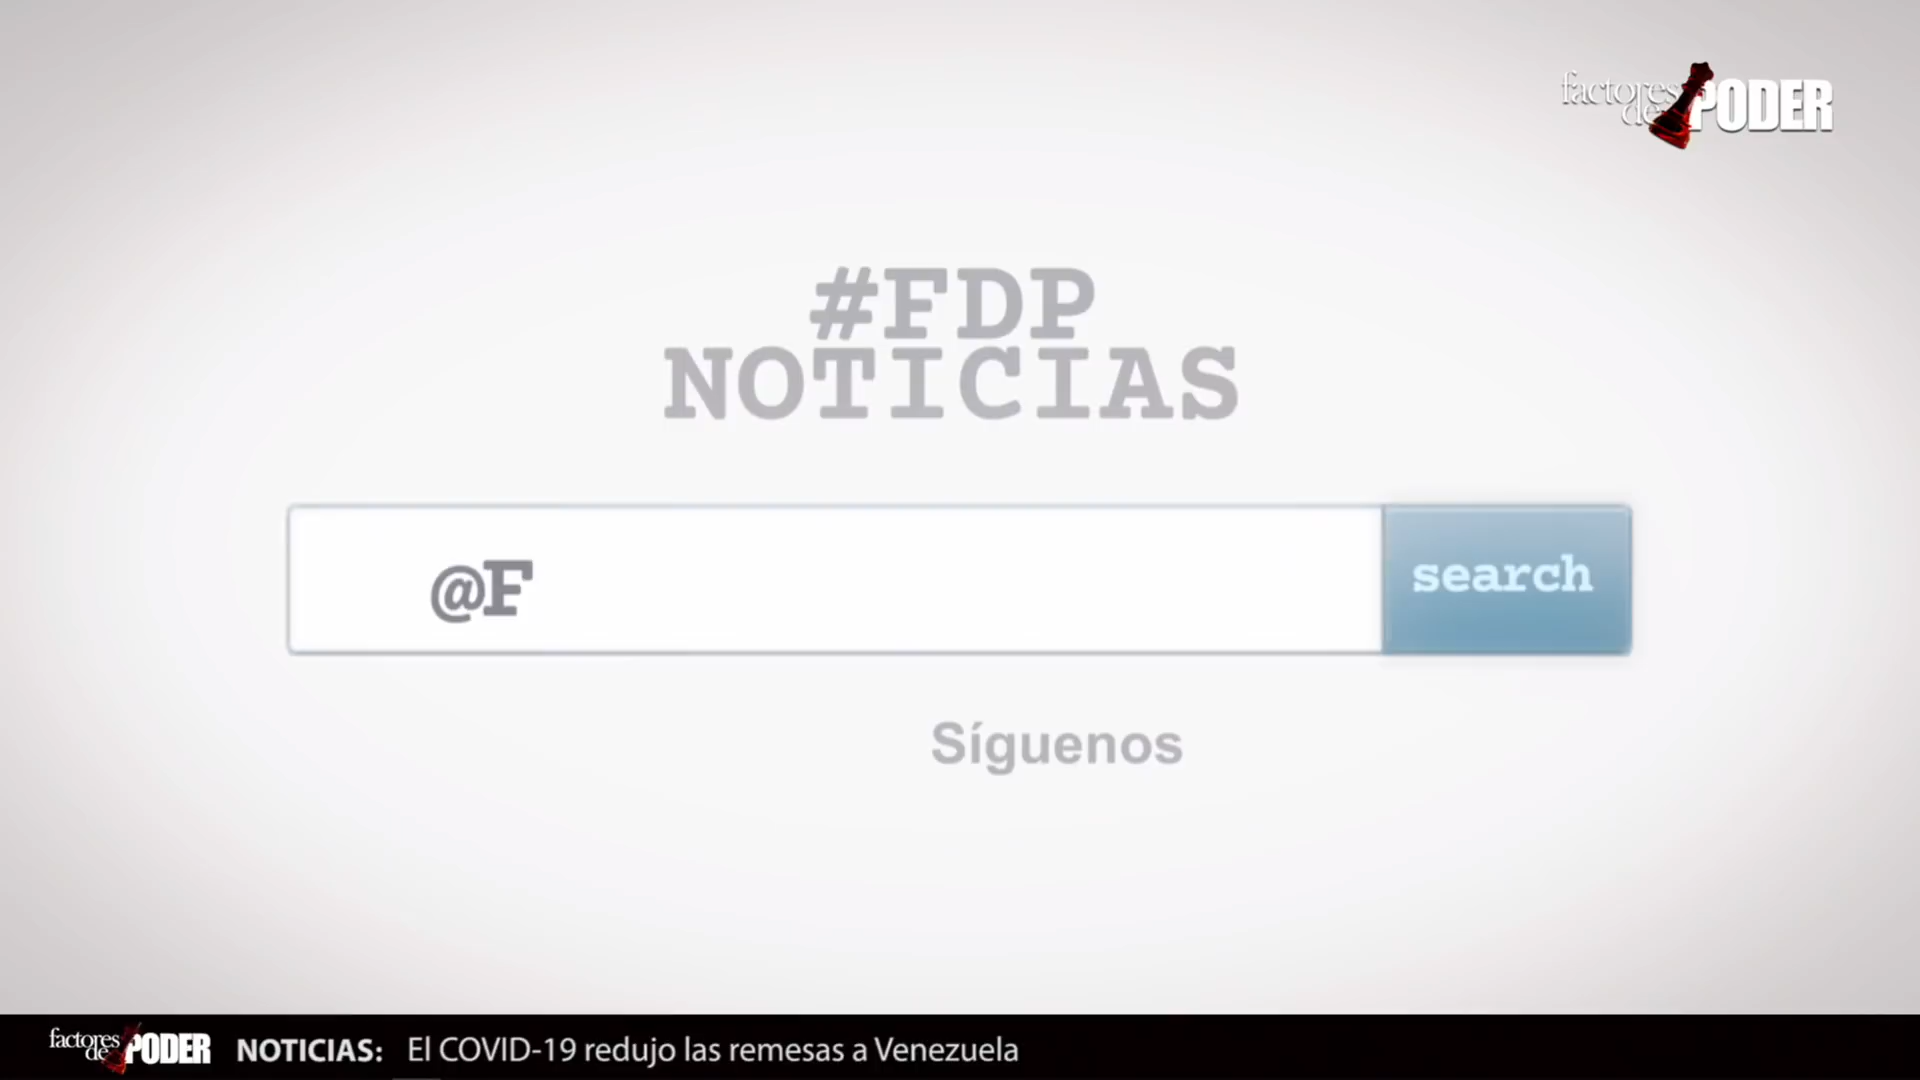 factores
de PODER
#FDP
NOTICIAS
@F
search
Síguenos
factores
de PODER
NOTICIAS: El COVID-19 redujo las remesas a Venezuela